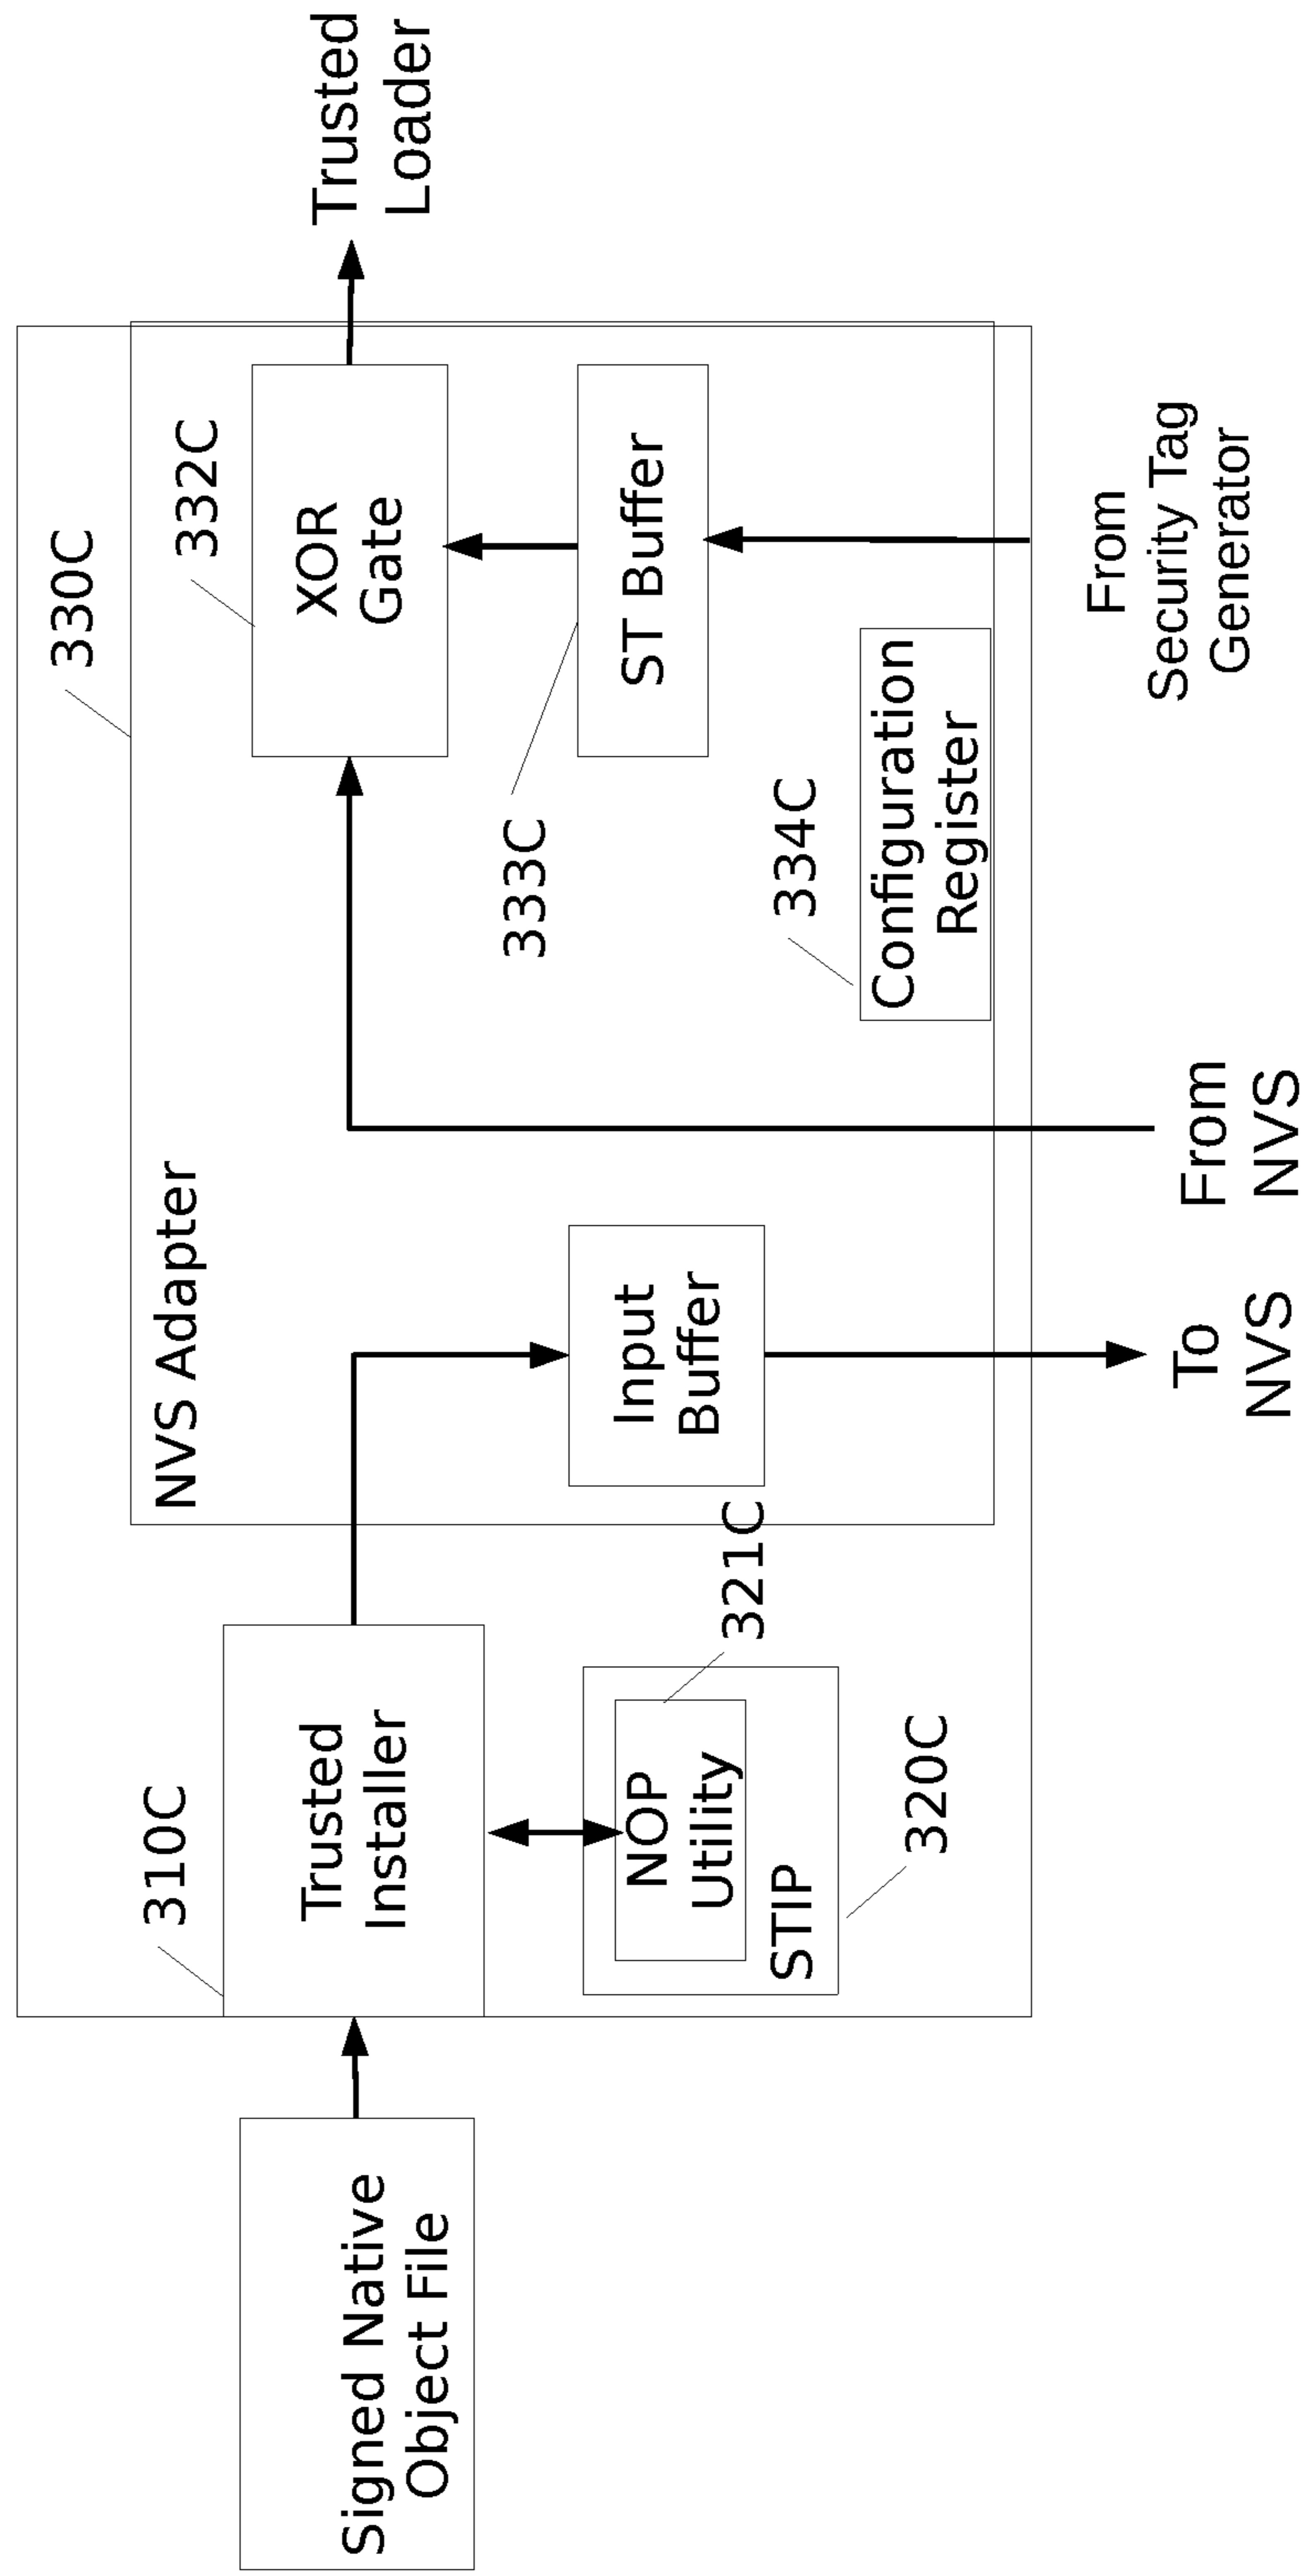 330C
310C
NVS Adapter
332C
Signed Native
Object File
Trusted
Installer
XOR
Gate
Trusted
Loader
333C
NOP
Utility
STIP
321C
320C
Input
Buffer
ST Buffer
334C
Configuration
Register
To
NVS
From
NVS
From
Security Tag
Generator